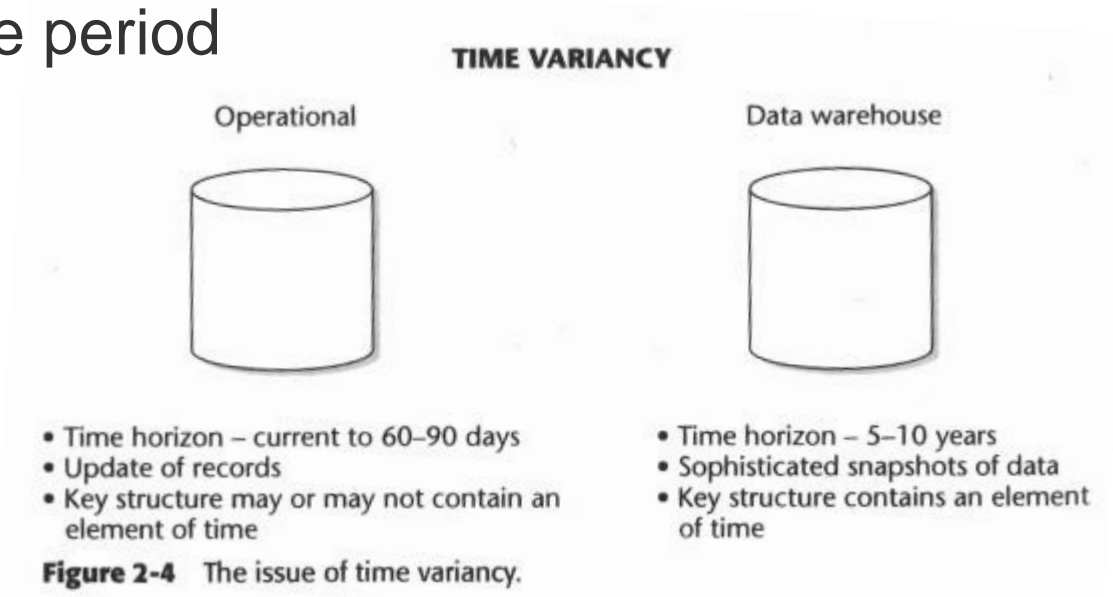 e period
TIME VARIANCY
Operational
Data warehouse
• Time horizon – current to 60–90 days
• Update of records
• Key structure may or may not contain an
element of time
• Time horizon – 5–10 years
• Sophisticated snapshots of data
• Key structure contains an element
of time
Figure 2-4 The issue of time variancy.